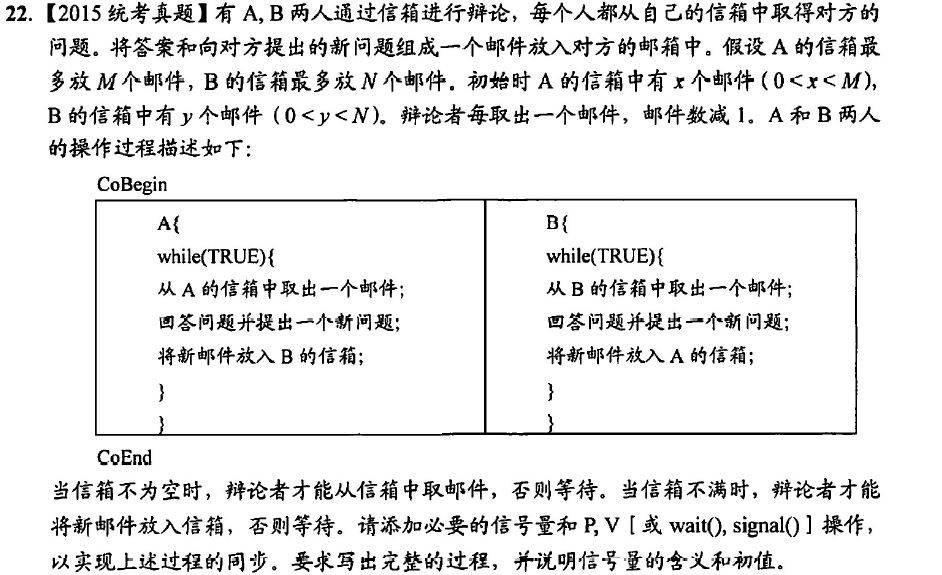 22.【2015 统考真题】有 A, B 两人通过信箱进行辩论，每个人都从自己的信箱中取得对方的
问题。将答案和向对方提出的新问题组成一个邮件放入对方的邮箱中。假设 A 的信箱最
多放 M 个邮件，B 的信箱最多放 N 个邮件。初始时 A 的信箱中有 x 个邮件（0<x<M），
B 的信箱中有 y 个邮件（0<y<N）。辩论者每取出一个邮件，邮件数减 1。A 和 B 两人
的操作过程描述如下：
CoBegin
A{
while(TRUE){
从 A 的信箱中取出一个邮件;
回答问题并提出一个新问题;
将新邮件放入 B 的信箱;
}
}
B{
while(TRUE){
从 B 的信箱中取出一个邮件;
回答问题并提出一个新问题;
将新邮件放入 A 的信箱;
}
}
CoEnd
当信箱不为空时，辩论者才能从信箱中取邮件，否则等待。当信箱不满时，辩论者才能
将新邮件放入信箱，否则等待。请添加必要的信号量和 P, V［或 wait(), signal()］操作，
以实现上述过程的同步。要求写出完整的过程，并说明信号量的含义和初值。